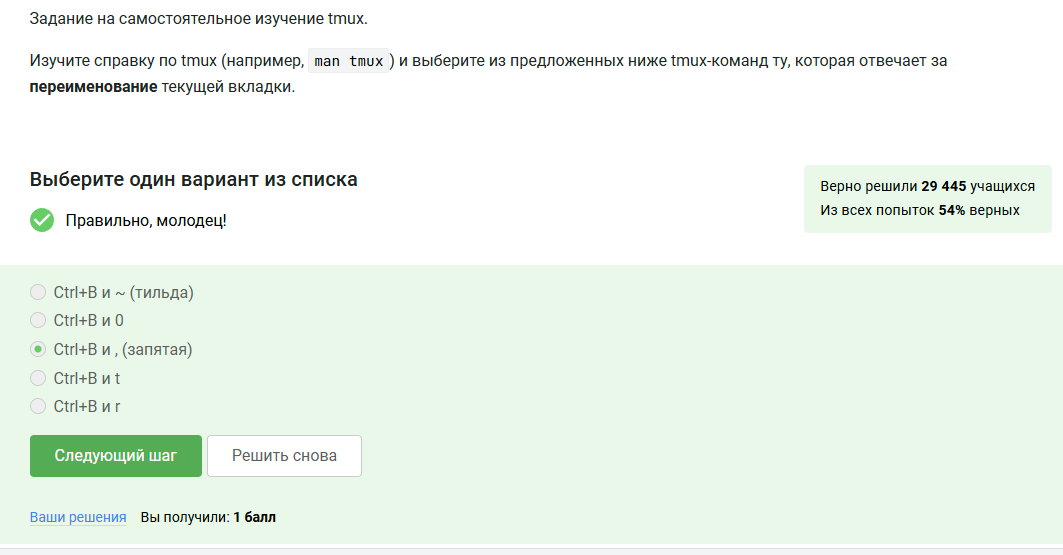 Задание на самостоятельное изучение tmux.
Изучите справку по tmux (например, man tmux ) и выберите из предложенных ниже tmux-команд ту, которая отвечает за
переименование текущей вкладки.
Выберите один вариант из списка
Правильно, молодец!
Верно решили 29 445 учащихся
Из всех попыток 54% верных
Ctrl+B и ~ (тильда)
Ctrl+B и 0
Ctrl+B и , (запятая)
Ctrl+B и t
Ctrl+B и r
Следующий шаг
Решить снова
Ваши решения
Вы получили: 1 балл